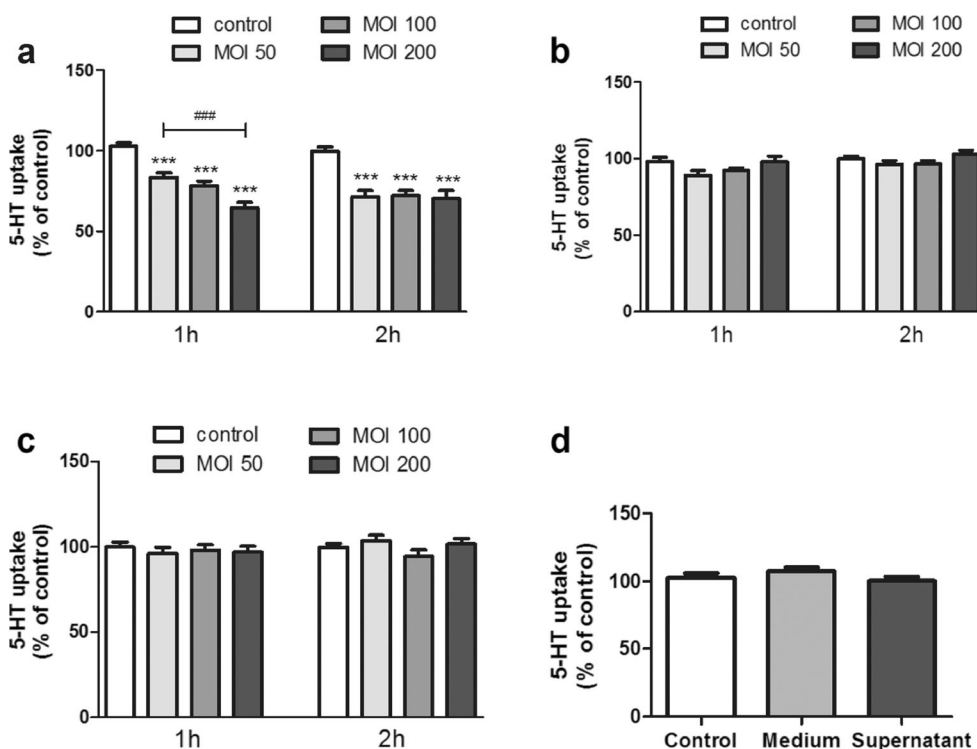 a
control
MOI 100
MOI 50
MOI 200
150
100
50
0
5-HT uptake
(% of control)
###
***
***
***
***
***
***
1h
2h
b
control
MOI 100
MOI 50
MOI 200
150
100
50
0
5-HT uptake
(% of control)
1h
2h
c
control
MOI 100
MOI 50
MOI 200
150
100
50
0
5-HT uptake
(% of control)
1h
2h
d
150
100
50
0
5-HT uptake
(% of control)
Control
Medium
Supernatant